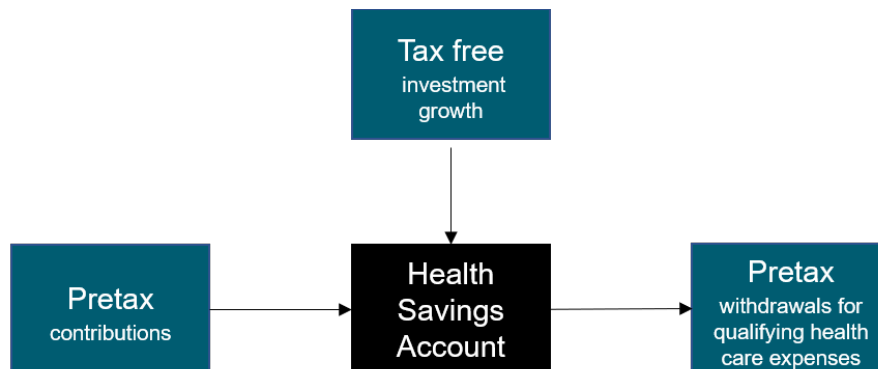 Tax free
investment
growth
Pretax
contributions
Health
Savings
Account
Pretax
withdrawals for
qualifying health
care expenses